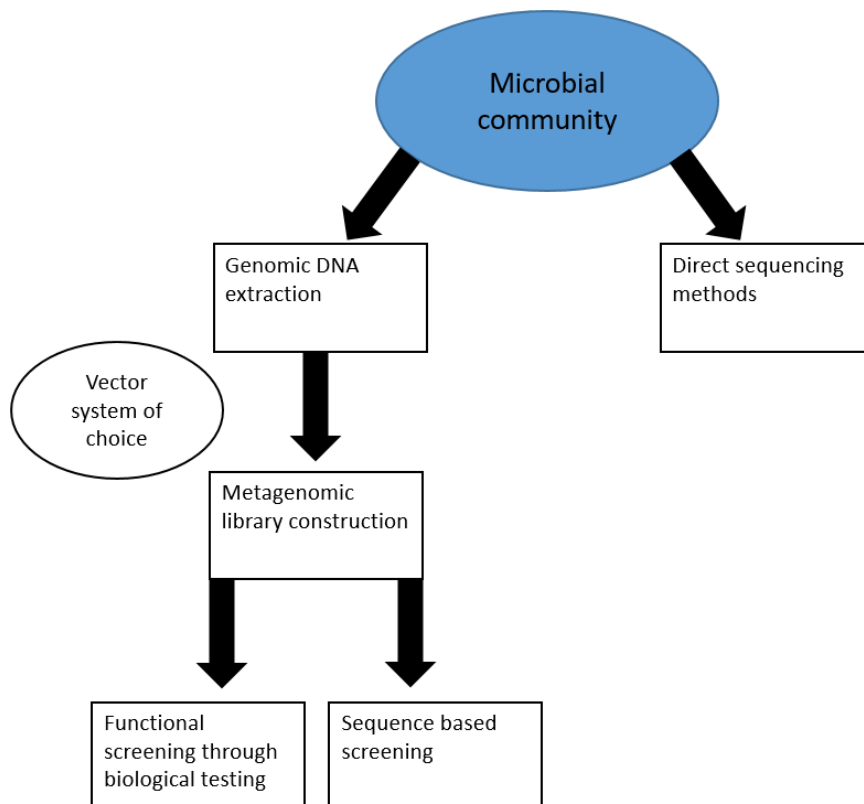 Microbial
community
Genomic DNA
extraction
Direct sequencing
methods
Vector
system of
choice
Metagenomic
library construction
Functional
screening through
biological testing
Sequence based
screening